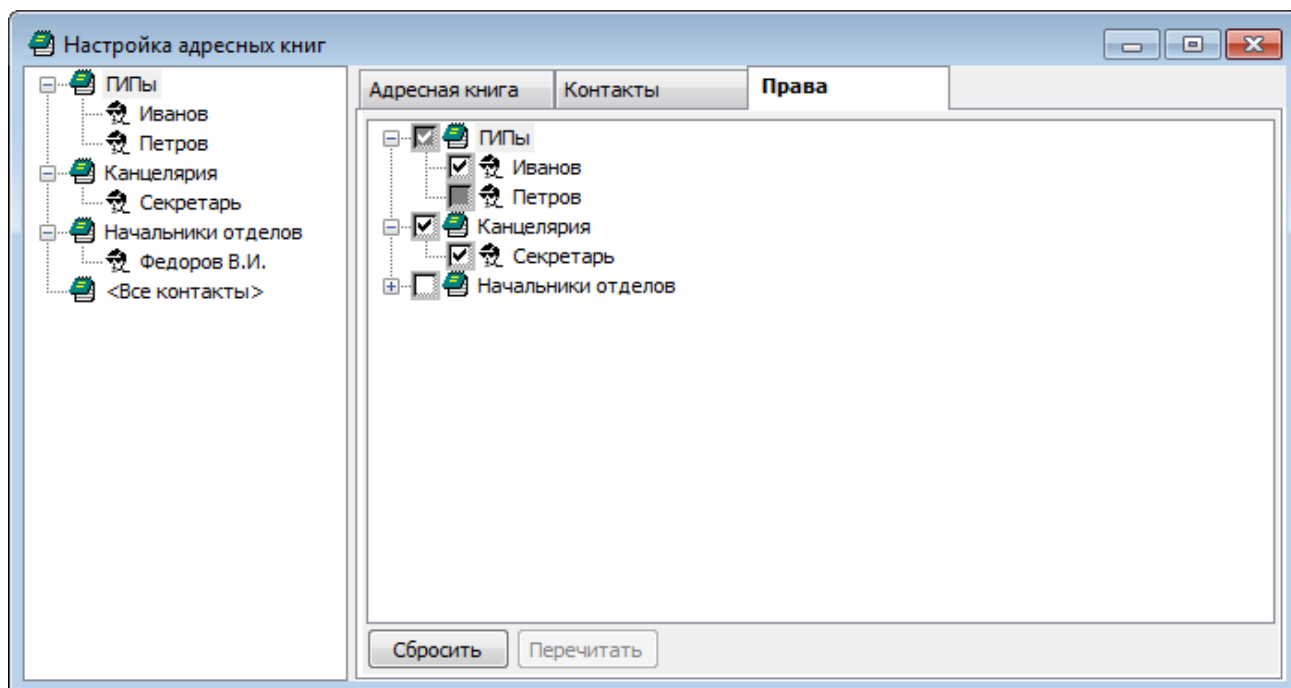 Настройка адресных книг
ГИПы
Иванов
Петров
Канцелярия
Секретарь
Начальники отделов
Федоров В.И.
<Все контакты>
Адресная книга
Контакты
Права
ГИПы
Иванов
Петров
Канцелярия
Секретарь
Начальники отделов
Сбросить
Перечитать